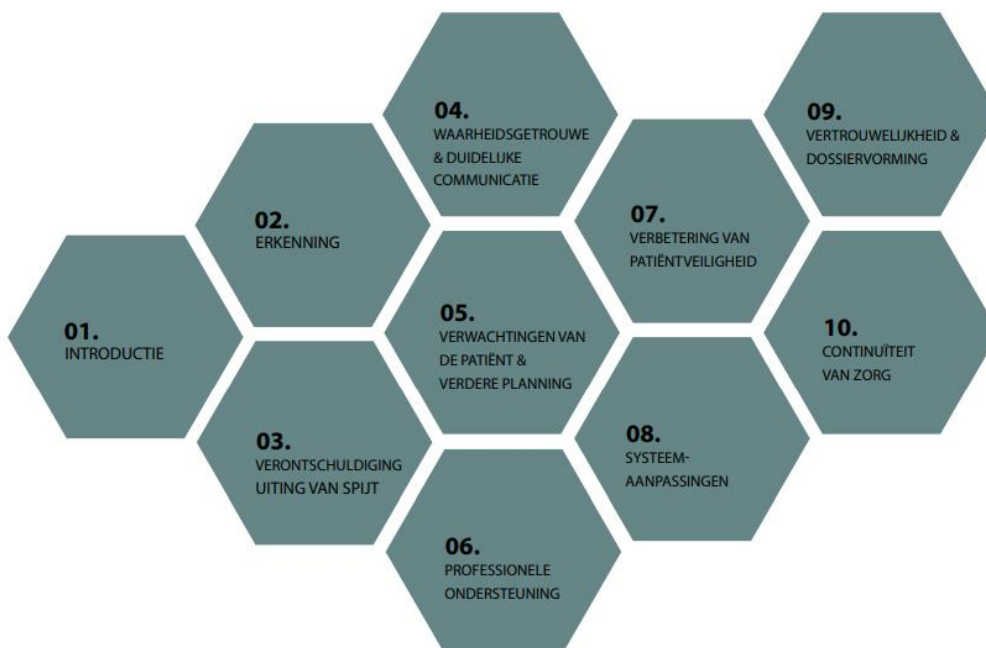 01.
INTRODUCTIE
02.
ERKENNING
03.
VERONTSCHULDIGING
UITING VAN SPIJT
04.
WAARHEIDSGETROUWE
& DUIDELIJKE
COMMUNICATIE
05.
VERWACHTINGEN VAN
DE PATIËNT &
VERDERE PLANNING
06.
PROFESSIONELE
ONDERSTEUNING
07.
VERBETERING VAN
PATIËNTVEILIGHEID
08.
SYSTEEM-
AANPASSINGEN
09.
VERTROUWELIJKHEID &
DOSSIERVORMING
10.
CONTINUÏTEIT
VAN ZORG